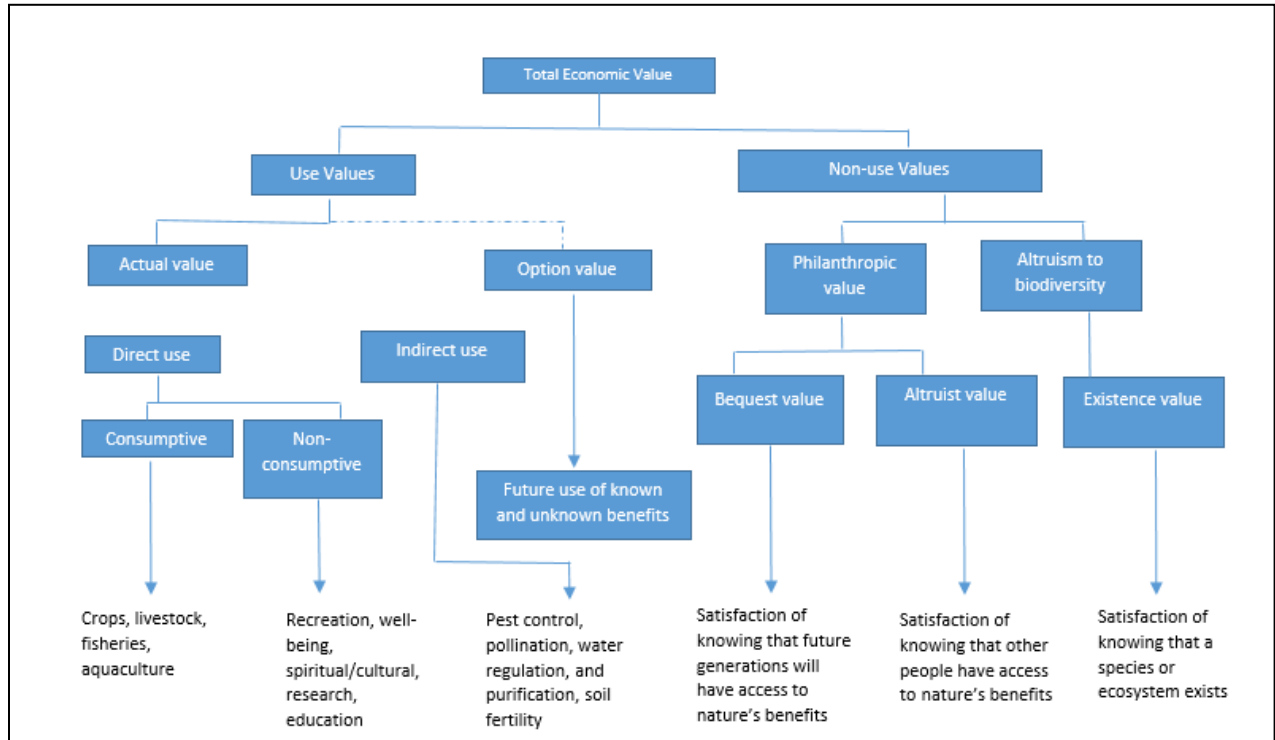 Total Economic Value
Use Values
Non-use Values
Actual value
Option value
Philanthropic
value
Altruism to
biodiversity
Direct use
Indirect use
Bequest value
Altruist value
Existence value
Consumptive
Non-
consumptive
Future use of known
and unknown benefits
Crops, livestock,
fisheries,
aquaculture
Recreation, well-
being,
spiritual/cultural,
research,
education
Pest control,
pollination, water
regulation, and
purification, soil
fertility
Satisfaction of
knowing that future
generations will
have access to
nature’s benefits
Satisfaction of
knowing that other
people have access
to nature’s benefits
Satisfaction of
knowing that a
species or
ecosystem exists